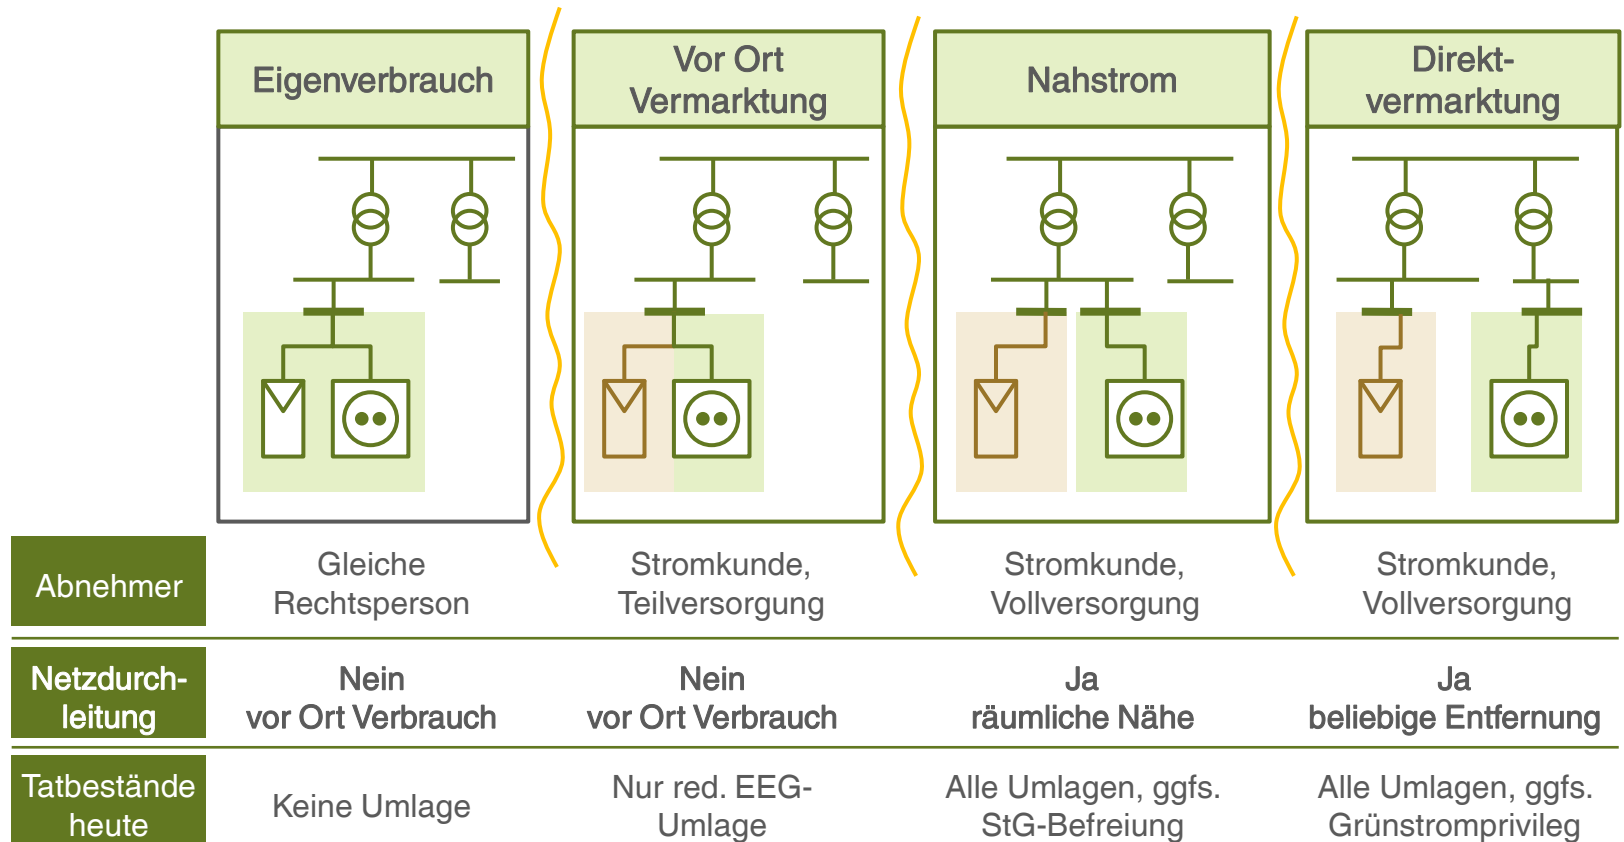 Eigenverbrauch
Vor Ort
Vermarktung
Nahstrom
Direkt-
vermarktung
Abnehmer
Gleiche
Rechtsperson
Stromkunde,
Teilversorgung
Stromkunde,
Vollversorgung
Stromkunde,
Vollversorgung
Netzdurch-
leitung
Nein
vor Ort Verbrauch
Nein
vor Ort Verbrauch
Ja
räumliche Nähe
Ja
beliebige Entfernung
Tatbestände
heute
Keine Umlage
Nur red. EEG-
Umlage
Alle Umlagen, ggfs.
StG-Befreiung
Alle Umlagen, ggfs.
Grünstromprivileg